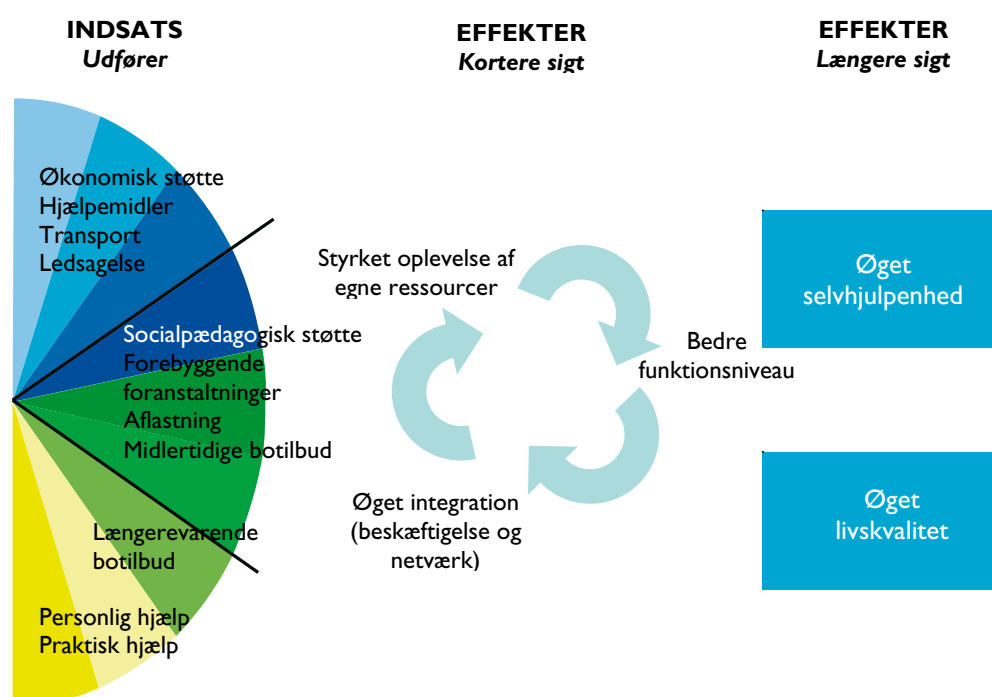 INDSATS
Udfører
EFFEKTER
Kortere sigt
EFFEKTER
Længere sigt
Økonomisk støtte
Hjælpemidler
Transport
Ledsagelse
Socialpædagogisk støtte
Forebyggende
foranstaltninger
Aflastning
Midlertidige botilbud
Længerevarende
botilbud
Personlig hjælp
Praktisk hjælp
Styrket oplevelse af
egne ressourcer
Bedre
funktionsniveau
Øget integration
(beskæftigelse og
netværk)
Øget
selvhjulpenhed
Øget
livskvalitet